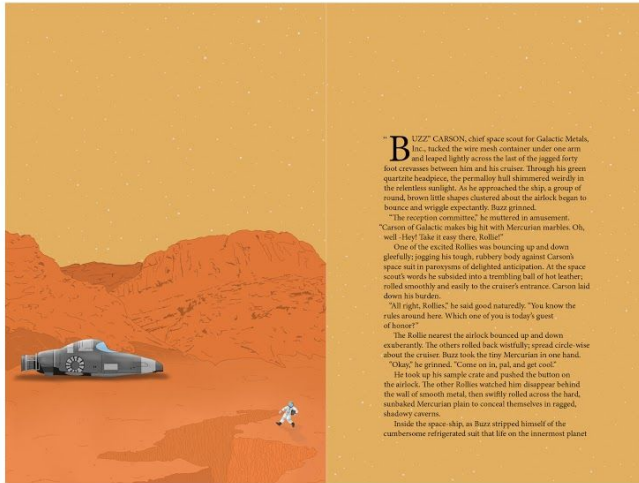 “BUZZ” CARSON, chief space scout for Galactic Metals,
Inc., tucked the wire mesh container under one arm
and leaped lightly across the last of the jagged forty
foot crevasses between him and his cruiser. Through his green
quartzite headpiece, the permalloy hull shimmered weirdly in
the relentless sunlight. As he approached the ship, a group of
round, brown little shapes clustered about the airlock began to
bounce and wriggle expectantly. Buzz grinned.
“The reception committee,” he muttered in amusement.
“Carson of Galactic makes big hit with Mercurian marbles. Oh,
well -Hey! Take it easy there, Rollie!”
One of the excited Rollies was bouncing up and down
gleefully; jogging his tough, rubbery body against Carson’s
space suit in paroxysms of delighted anticipation. At the space
scout’s words he subsided into a trembling ball of hot leather;
rolled smoothly and easily to the cruiser’s entrance. Carson laid
down his burden.
“All right, Rollies,” he said good naturedly. “You know the
rules around here. Which one of you is today’s guest
of honor?”
The Rollie nearest the airlock bounced up and down
exuberantly. The others rolled back wistfully; spread circle-wise
about the cruiser. Buzz took the tiny Mercurian in one hand.
“Okay,” he grinned. “Come on in, pal, and get cool.”
He took up his sample crate and pushed the button on
the airlock. The other Rollies watched him disappear behind
the wall of smooth metal, then swiftly rolled across the hard,
sunbaked Mercurian plain to conceal themselves in ragged,
shadowy caverns.
Inside the space-ship, as Buzz stripped himself of the
cumbersome refrigerated suit that life on the innermost planet